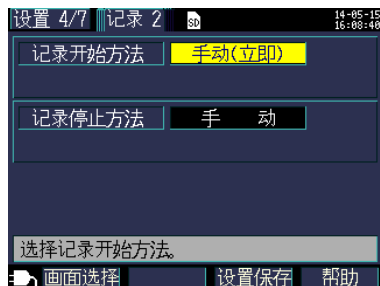 设置 4/7 记录 2 SD 14-05-15
16:08:40
记录开始方法 手动(立即)
记录停止方法 手 动
选择记录开始方法。
画面选择 设置保存 帮助